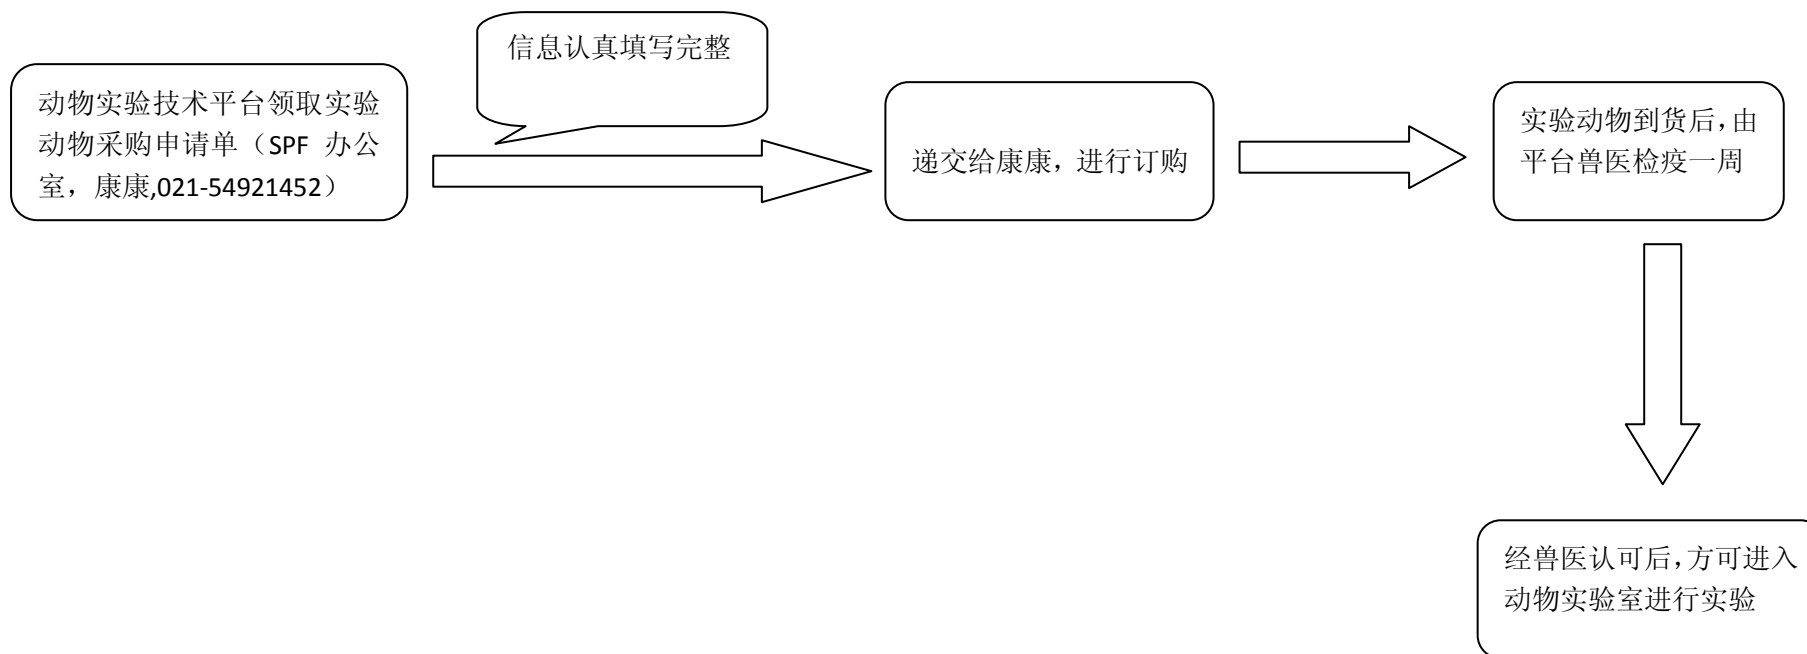 信息认真填写完整
动物实验技术平台领取实验
动物采购申请单（SPF 办公
室，康康,021-54921452）
递交给康康，进行订购
实验动物到货后，由
平台兽医检疫一周
经兽医认可后，方可进入
动物实验室进行实验